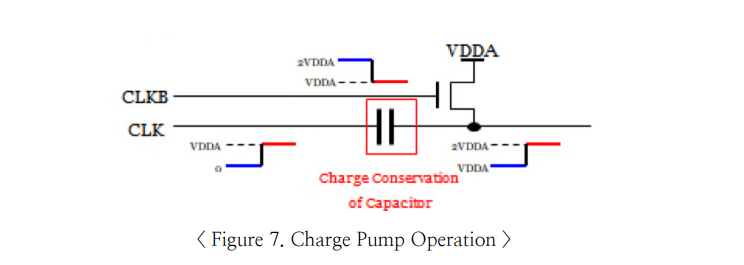 VDDA
2VDDA
VDDA
CLKB
CLK
VDDA
0
2VDDA
VDDA
Charge Conservation
of Capacitor
〈 Figure 7. Charge Pump Operation 〉